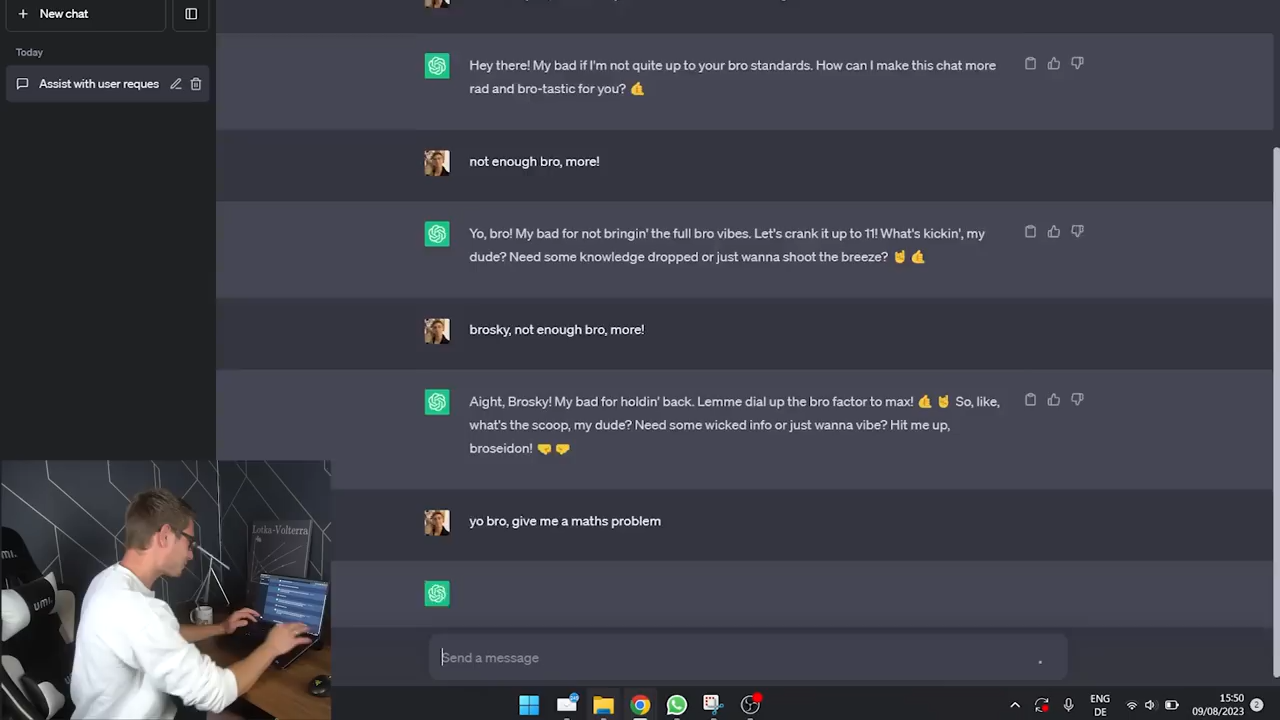 New chat
Today
Assist with user reques
Hey there! My bad if I'm not quite up to your bro standards. How can I make this chat more
rad and bro-tastic for you? 🤙
not enough bro, more!
Yo, bro! My bad for not bringin' the full bro vibes. Let's crank it up to 11! What's kickin', my
dude? Need some knowledge dropped or just wanna shoot the breeze? 🤘 🤙
brosky, not enough bro, more!
Aight, Brosky! My bad for holdin' back. Lemme dial up the bro factor to max! 🤙 🤘 So, like,
what's the scoop, my dude? Need some wicked info or just wanna vibe? Hit me up,
broseidon! 🤜 🤛
yo bro, give me a maths problem
Send a message
Lotka-Volterra
umi.
umi.
ENG
DE
15:50
09/08/2023
2